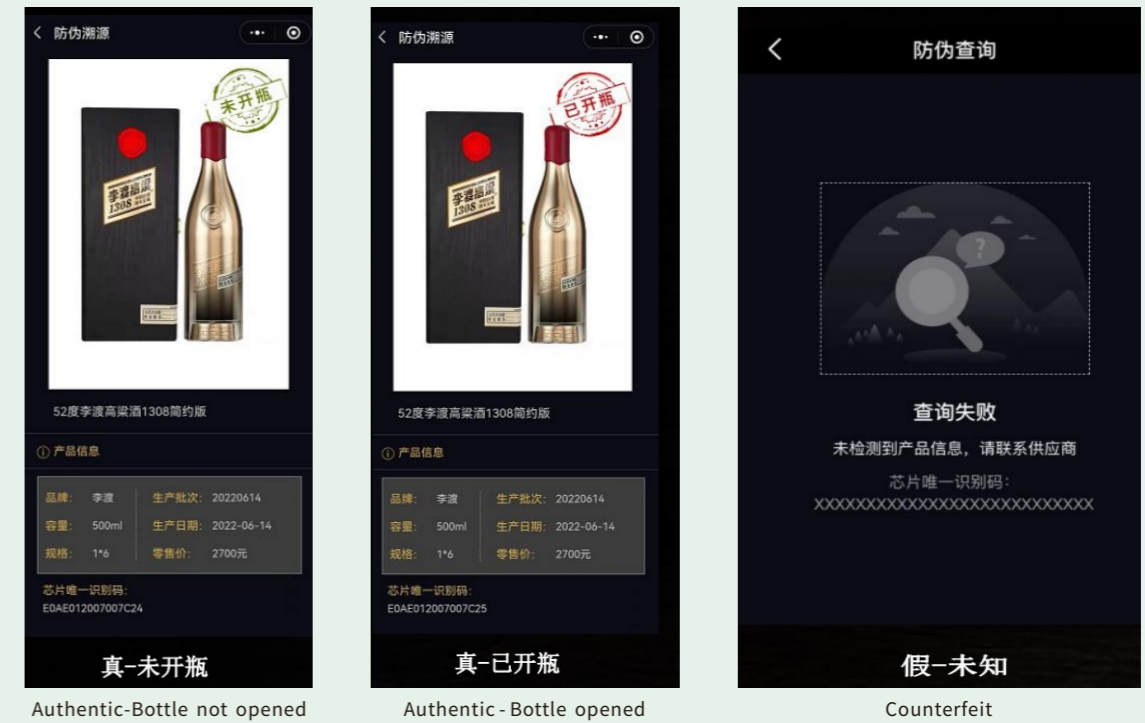 防伪溯源
未开瓶
李渡高粱
1308
52度李渡高粱酒1308简约版
产品信息
品牌: 李渡 生产批次: 20220614
容量: 500ml 生产日期: 2022-06-14
规格: 1*6 零售价: 2700元
芯片唯一识别码:
E0AE012007007C24
真-未开瓶
Authentic-Bottle not opened
防伪溯源
已开瓶
李渡高粱
1308
52度李渡高粱酒1308简约版
产品信息
品牌: 李渡 生产批次: 20220614
容量: 500ml 生产日期: 2022-06-14
规格: 1*6 零售价: 2700元
芯片唯一识别码:
E0AE012007007C25
真-已开瓶
Authentic - Bottle opened
防伪查询
?
查询失败
未检测到产品信息，请联系供应商
芯片唯一识别码:
XXXXXXXXXXXXXXXXXXXXXXXXXX
假-未知
Counterfeit